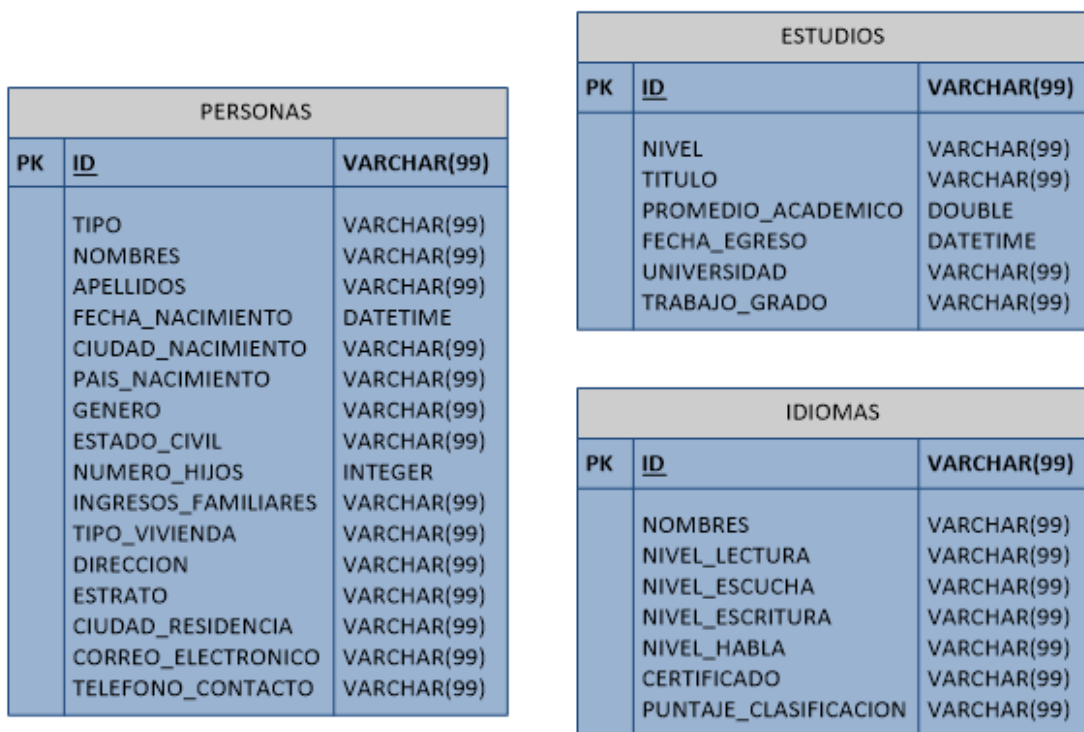 PERSONAS
PK ID VARCHAR(99)
TIPO VARCHAR(99)
NOMBRES VARCHAR(99)
APELLIDOS VARCHAR(99)
FECHA_NACIMIENTO DATETIME
CIUDAD_NACIMIENTO VARCHAR(99)
PAIS_NACIMIENTO VARCHAR(99)
GENERO VARCHAR(99)
ESTADO_CIVIL VARCHAR(99)
NUMERO_HIJOS INTEGER
INGRESOS_FAMILIARES VARCHAR(99)
TIPO_VIVIENDA VARCHAR(99)
DIRECCION VARCHAR(99)
ESTRATO VARCHAR(99)
CIUDAD_RESIDENCIA VARCHAR(99)
CORREO_ELECTRONICO VARCHAR(99)
TELEFONO_CONTACTO VARCHAR(99)
ESTUDIOS
PK ID VARCHAR(99)
NIVEL VARCHAR(99)
TITULO VARCHAR(99)
PROMEDIO_ACADEMICO DOUBLE
FECHA_EGRESO DATETIME
UNIVERSIDAD VARCHAR(99)
TRABAJO_GRADO VARCHAR(99)
IDIOMAS
PK ID VARCHAR(99)
NOMBRES VARCHAR(99)
NIVEL_LECTURA VARCHAR(99)
NIVEL_ESCUCHA VARCHAR(99)
NIVEL_ESCRITURA VARCHAR(99)
NIVEL_HABLA VARCHAR(99)
CERTIFICADO VARCHAR(99)
PUNTAJE_CLASIFICACION VARCHAR(99)